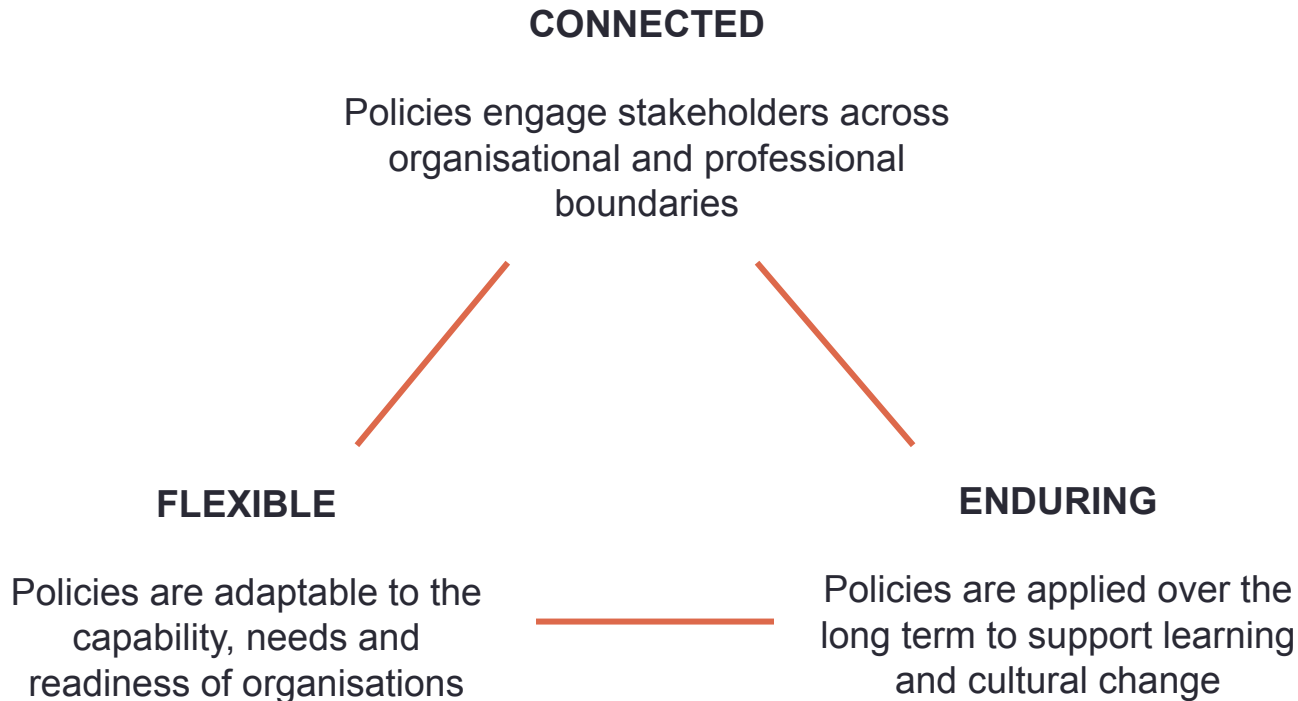 CONNECTED
Policies engage stakeholders across
organisational and professional
boundaries
FLEXIBLE
Policies are adaptable to the
capability, needs and
readiness of organisations
ENDURING
Policies are applied over the
long term to support learning
and cultural change